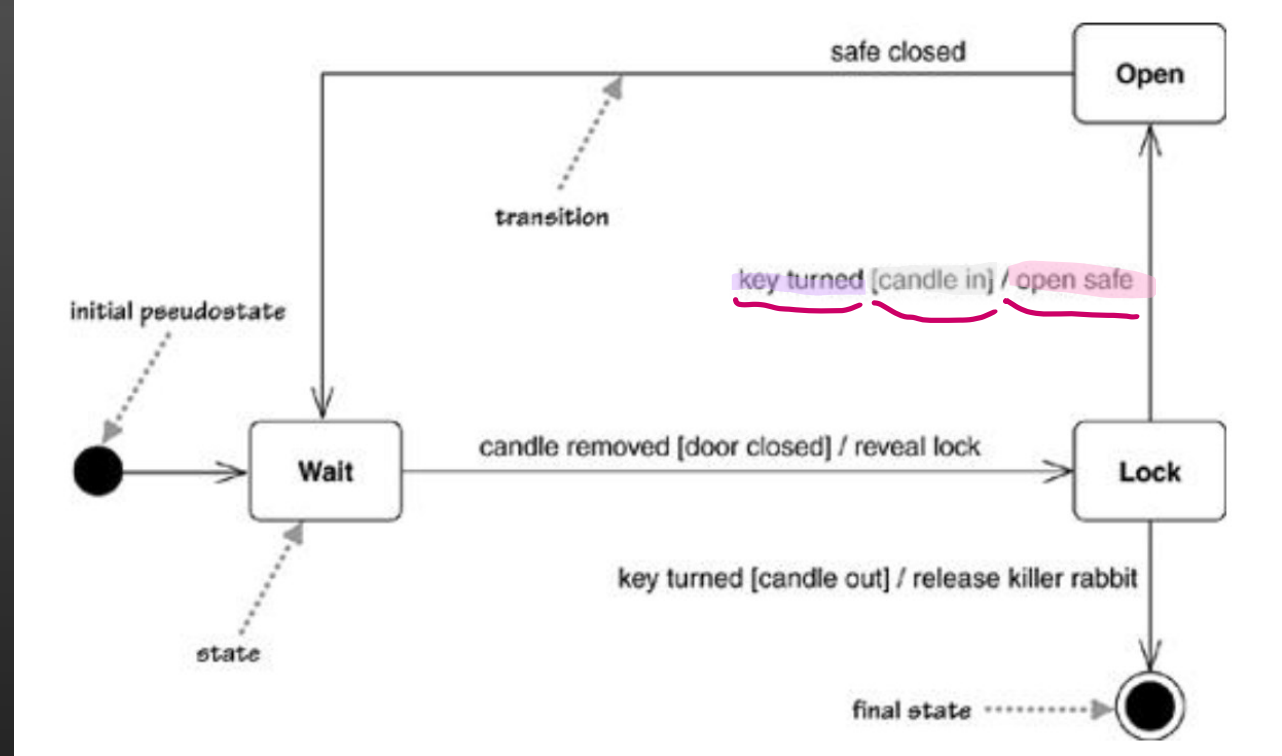 safe closed
Open
transition
key turned [candle in] / open safe
initial pseudostate
candle removed [door closed] / reveal lock
Wait
Lock
key turned [candle out] / release killer rabbit
state
final state